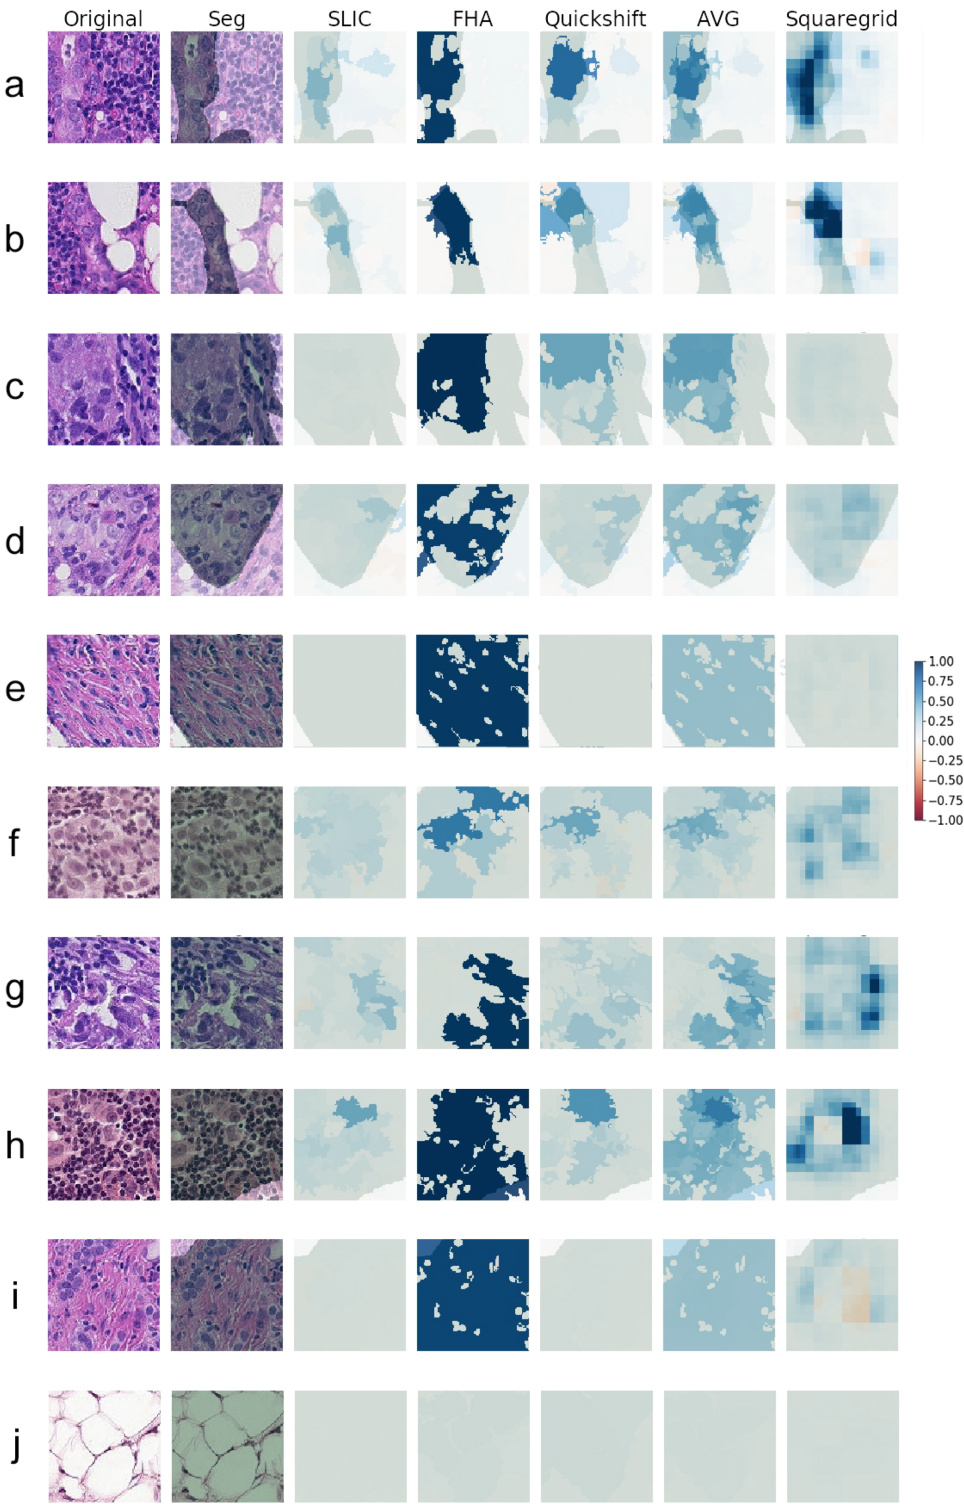 Original Seg SLIC FHA Quickshift AVG Squaregrid
a
b
c
d
e
f
g
h
i
j
1.00
0.75
0.50
0.25
0.00
−0.25
−0.50
−0.75
−1.00